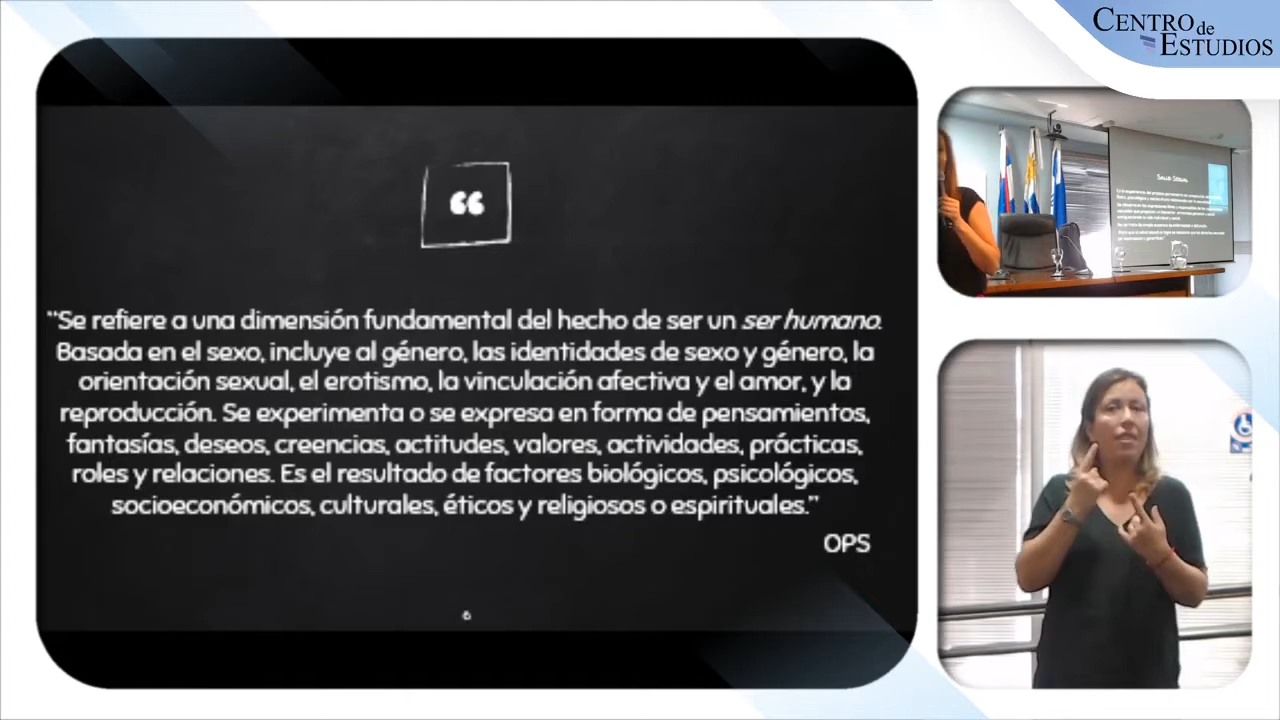 CENTRO de
ESTUDIOS
“
“Se refiere a una dimensión fundamental del hecho de ser un ser humano.
Basada en el sexo, incluye al género, las identidades de sexo y género, la
orientación sexual, el erotismo, la vinculación afectiva y el amor, y la
reproducción. Se experimenta o se expresa en forma de pensamientos,
fantasías, deseos, creencias, actitudes, valores, actividades, prácticas,
roles y relaciones. Es el resultado de factores biológicos, psicológicos,
socioeconómicos, culturales, éticos y religiosos o espirituales.”
OPS
6
Salud Sexual